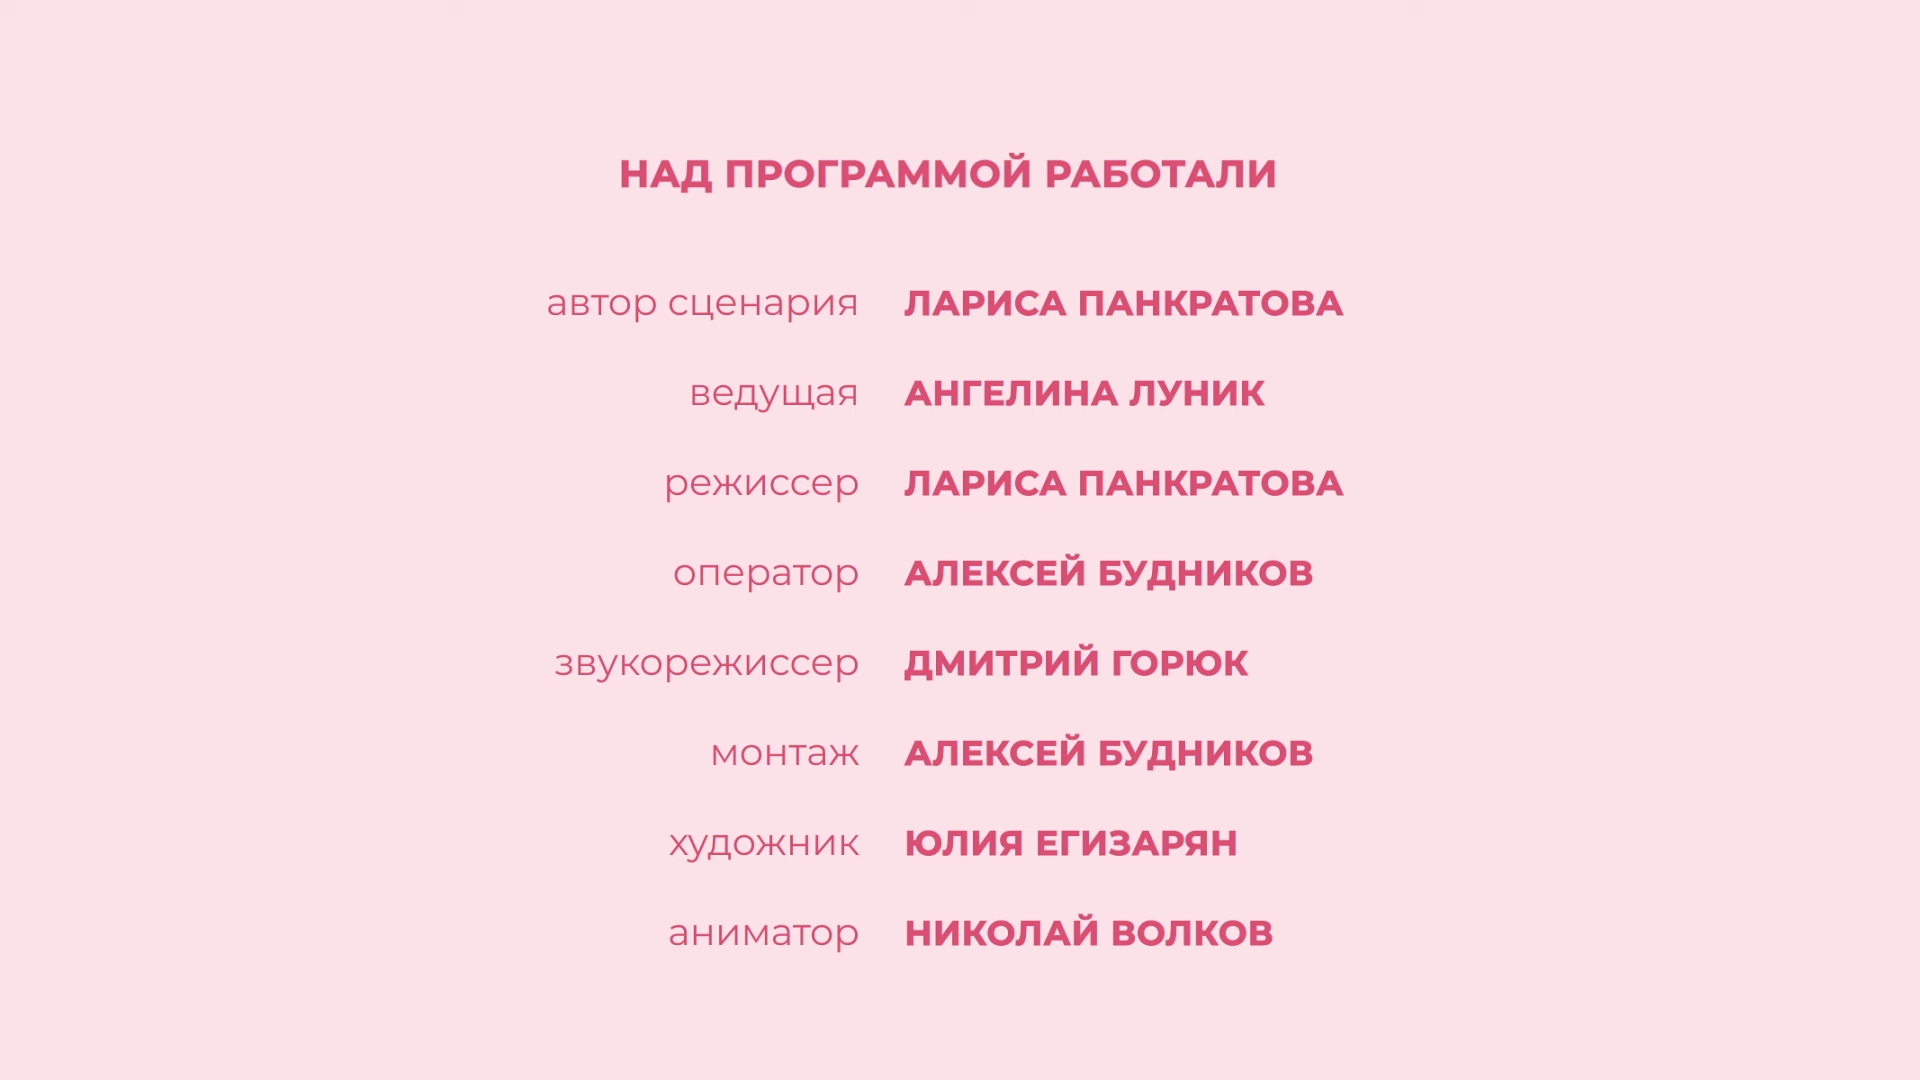 НАД ПРОГРАММОЙ РАБОТАЛИ
автор сценария ЛАРИСА ПАНКРАТОВА
ведущая АНГЕЛИНА ЛУНИК
режиссер ЛАРИСА ПАНКРАТОВА
оператор АЛЕКСЕЙ БУДНИКОВ
звукорежиссер ДМИТРИЙ ГОРЮК
монтаж АЛЕКСЕЙ БУДНИКОВ
художник ЮЛИЯ ЕГИЗАРЯН
аниматор НИКОЛАЙ ВОЛКОВ